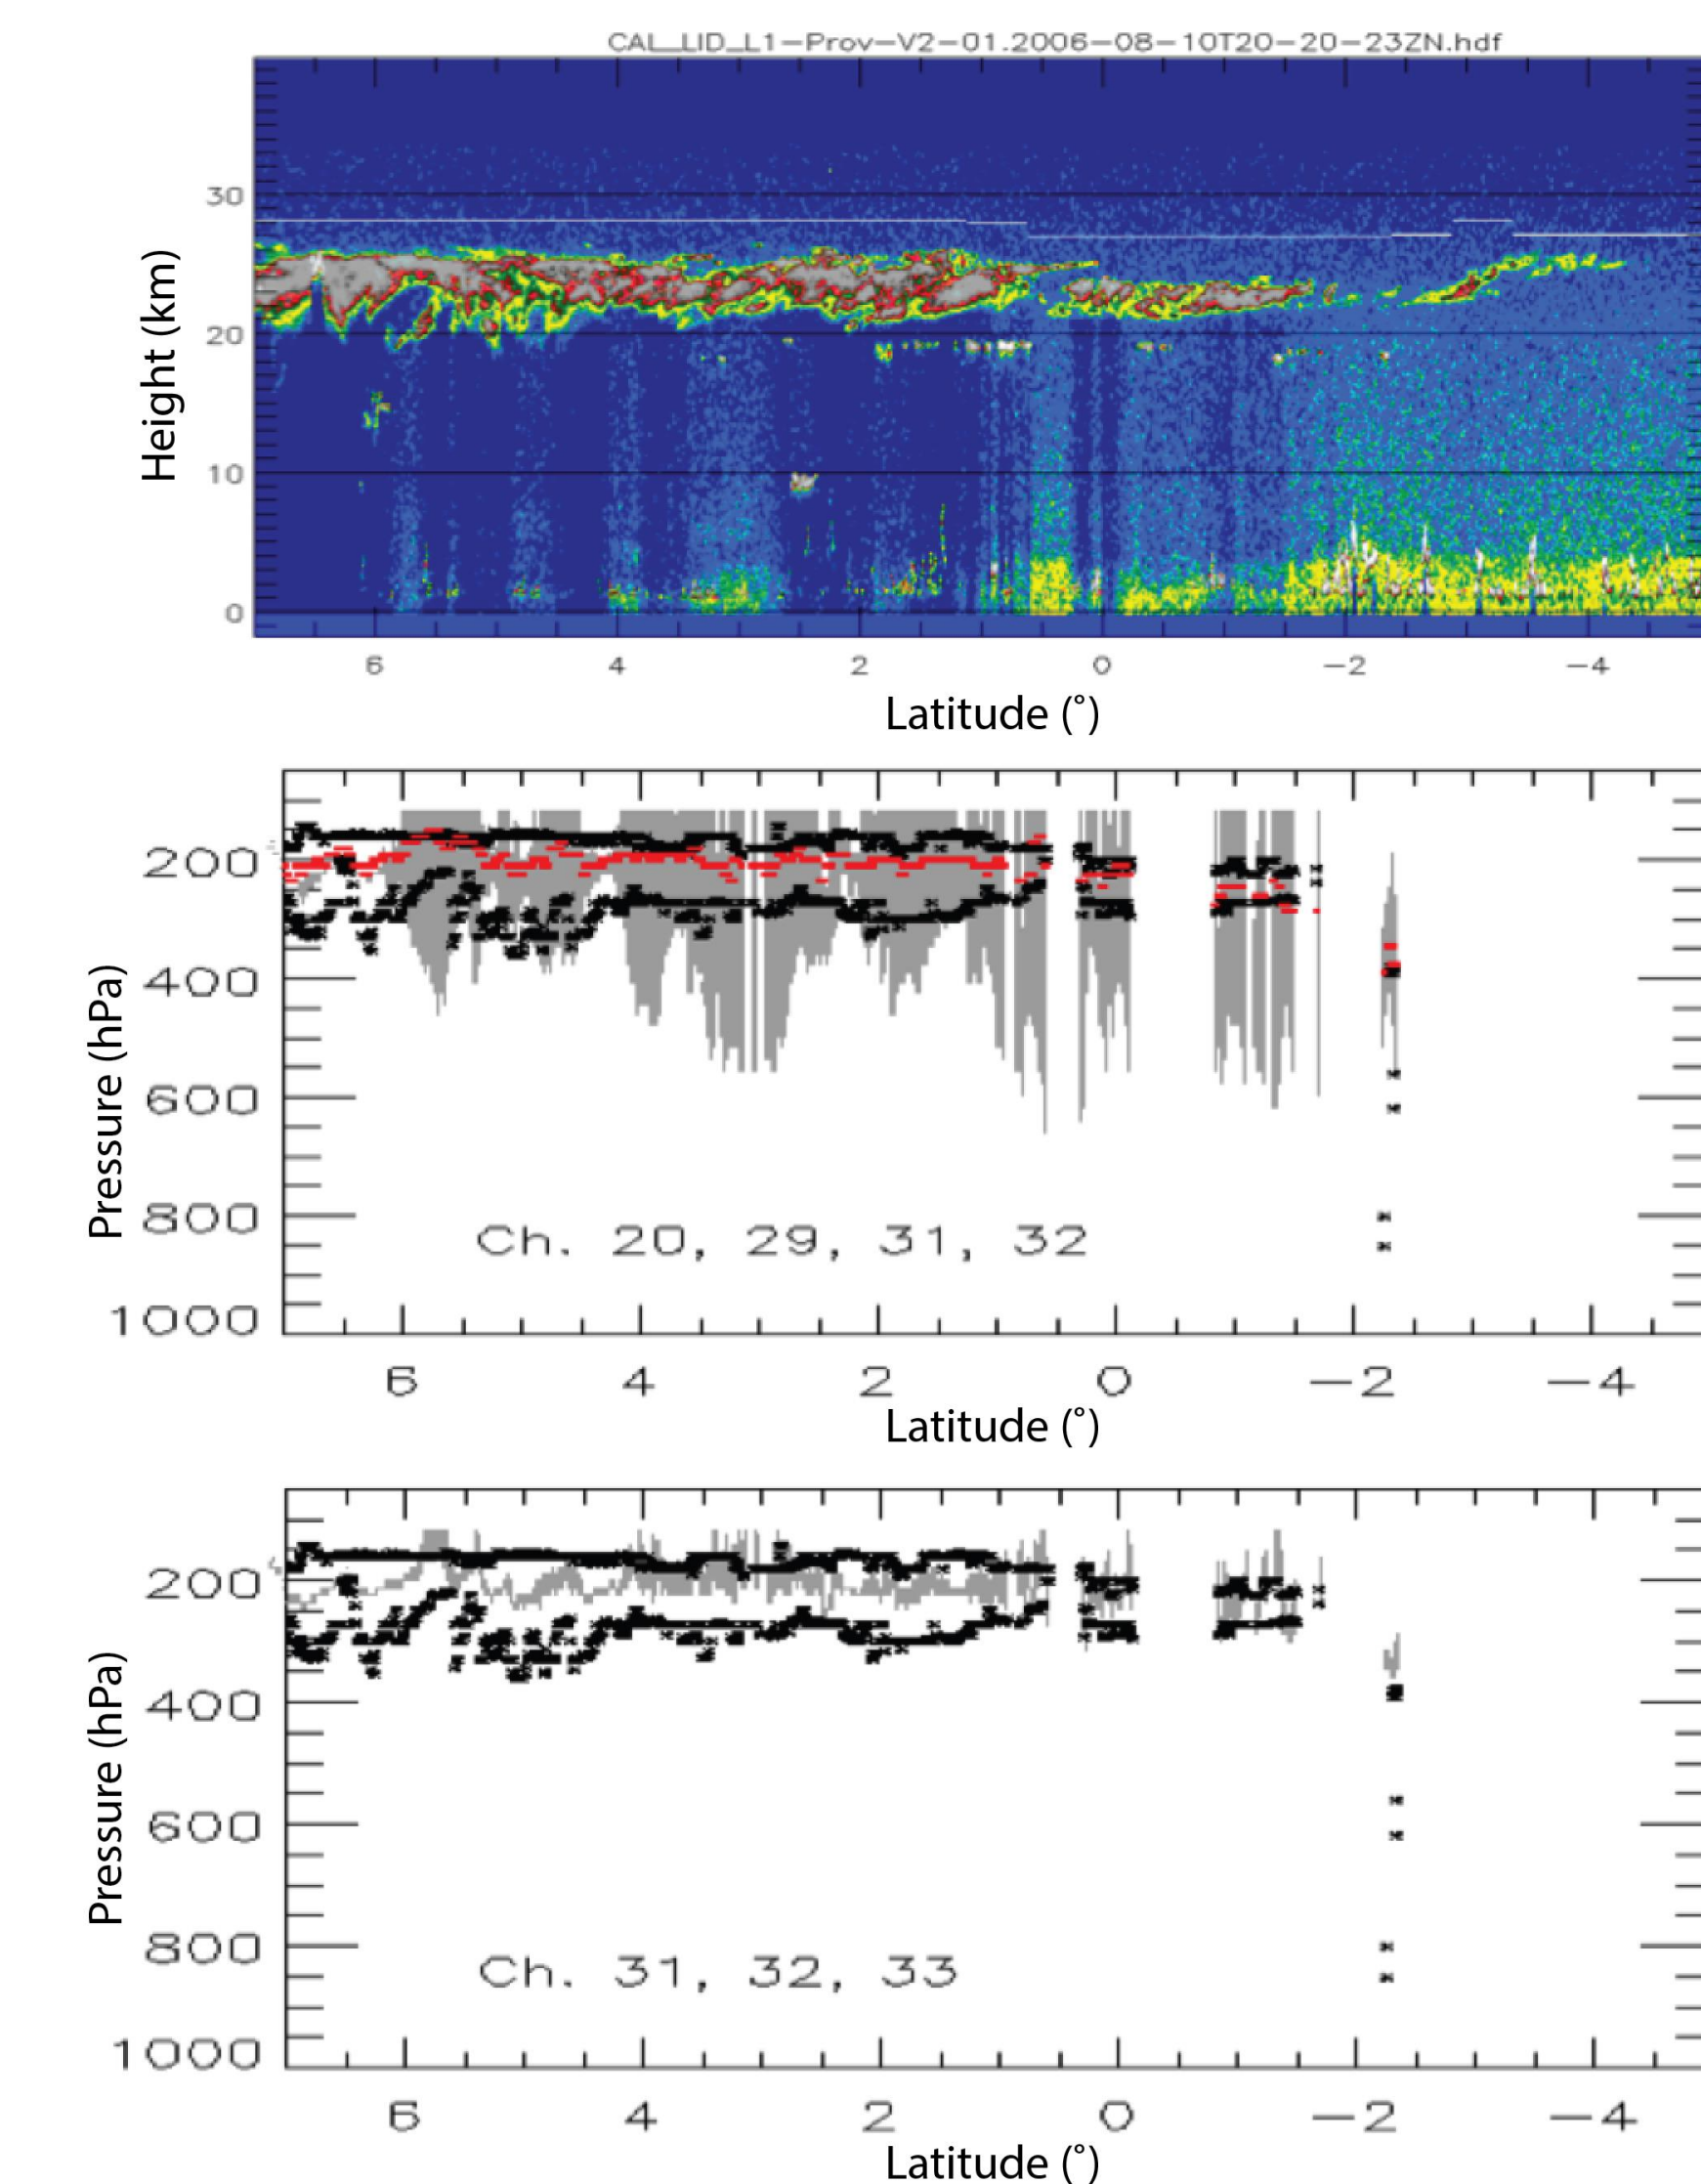 CAL_LID_L1-Prov-V2-01.2006-08-10T20-20-23ZN.hdf
Height (km)
30
20
10
0
6 4 2 0 -2 -4
Latitude (°)
Pressure (hPa)
200
400
600
800
1000
Ch. 20, 29, 31, 32
6 4 2 0 -2 -4
Latitude (°)
Pressure (hPa)
200
400
600
800
1000
Ch. 31, 32, 33
6 4 2 0 -2 -4
Latitude (°)